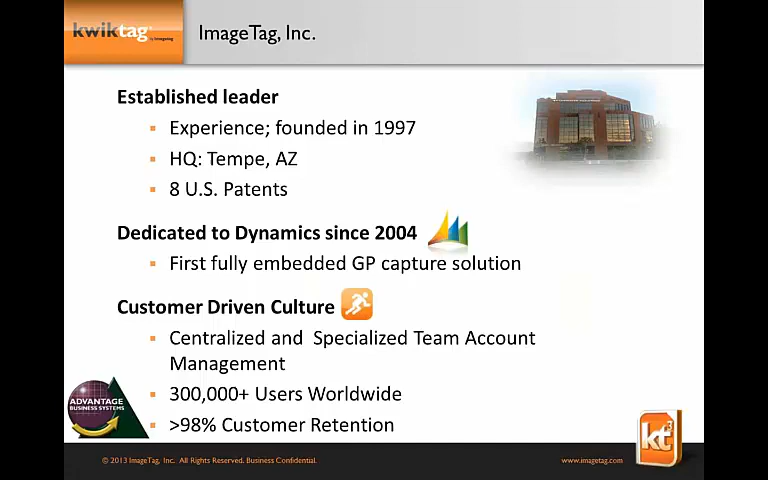 kwiktag
ImageTag, Inc.
Established leader
Experience; founded in 1997
HQ: Tempe, AZ
8 U.S. Patents
Dedicated to Dynamics since 2004
First fully embedded GP capture solution
Customer Driven Culture
Centralized and  Specialized Team Account
Management
300,000+ Users Worldwide
>98% Customer Retention
ADVANTAGE
BUSINESS SYSTEMS
kt3
© 2013 ImageTag, Inc.  All Rights Reserved. Business Confidential.
www.imagetag.com